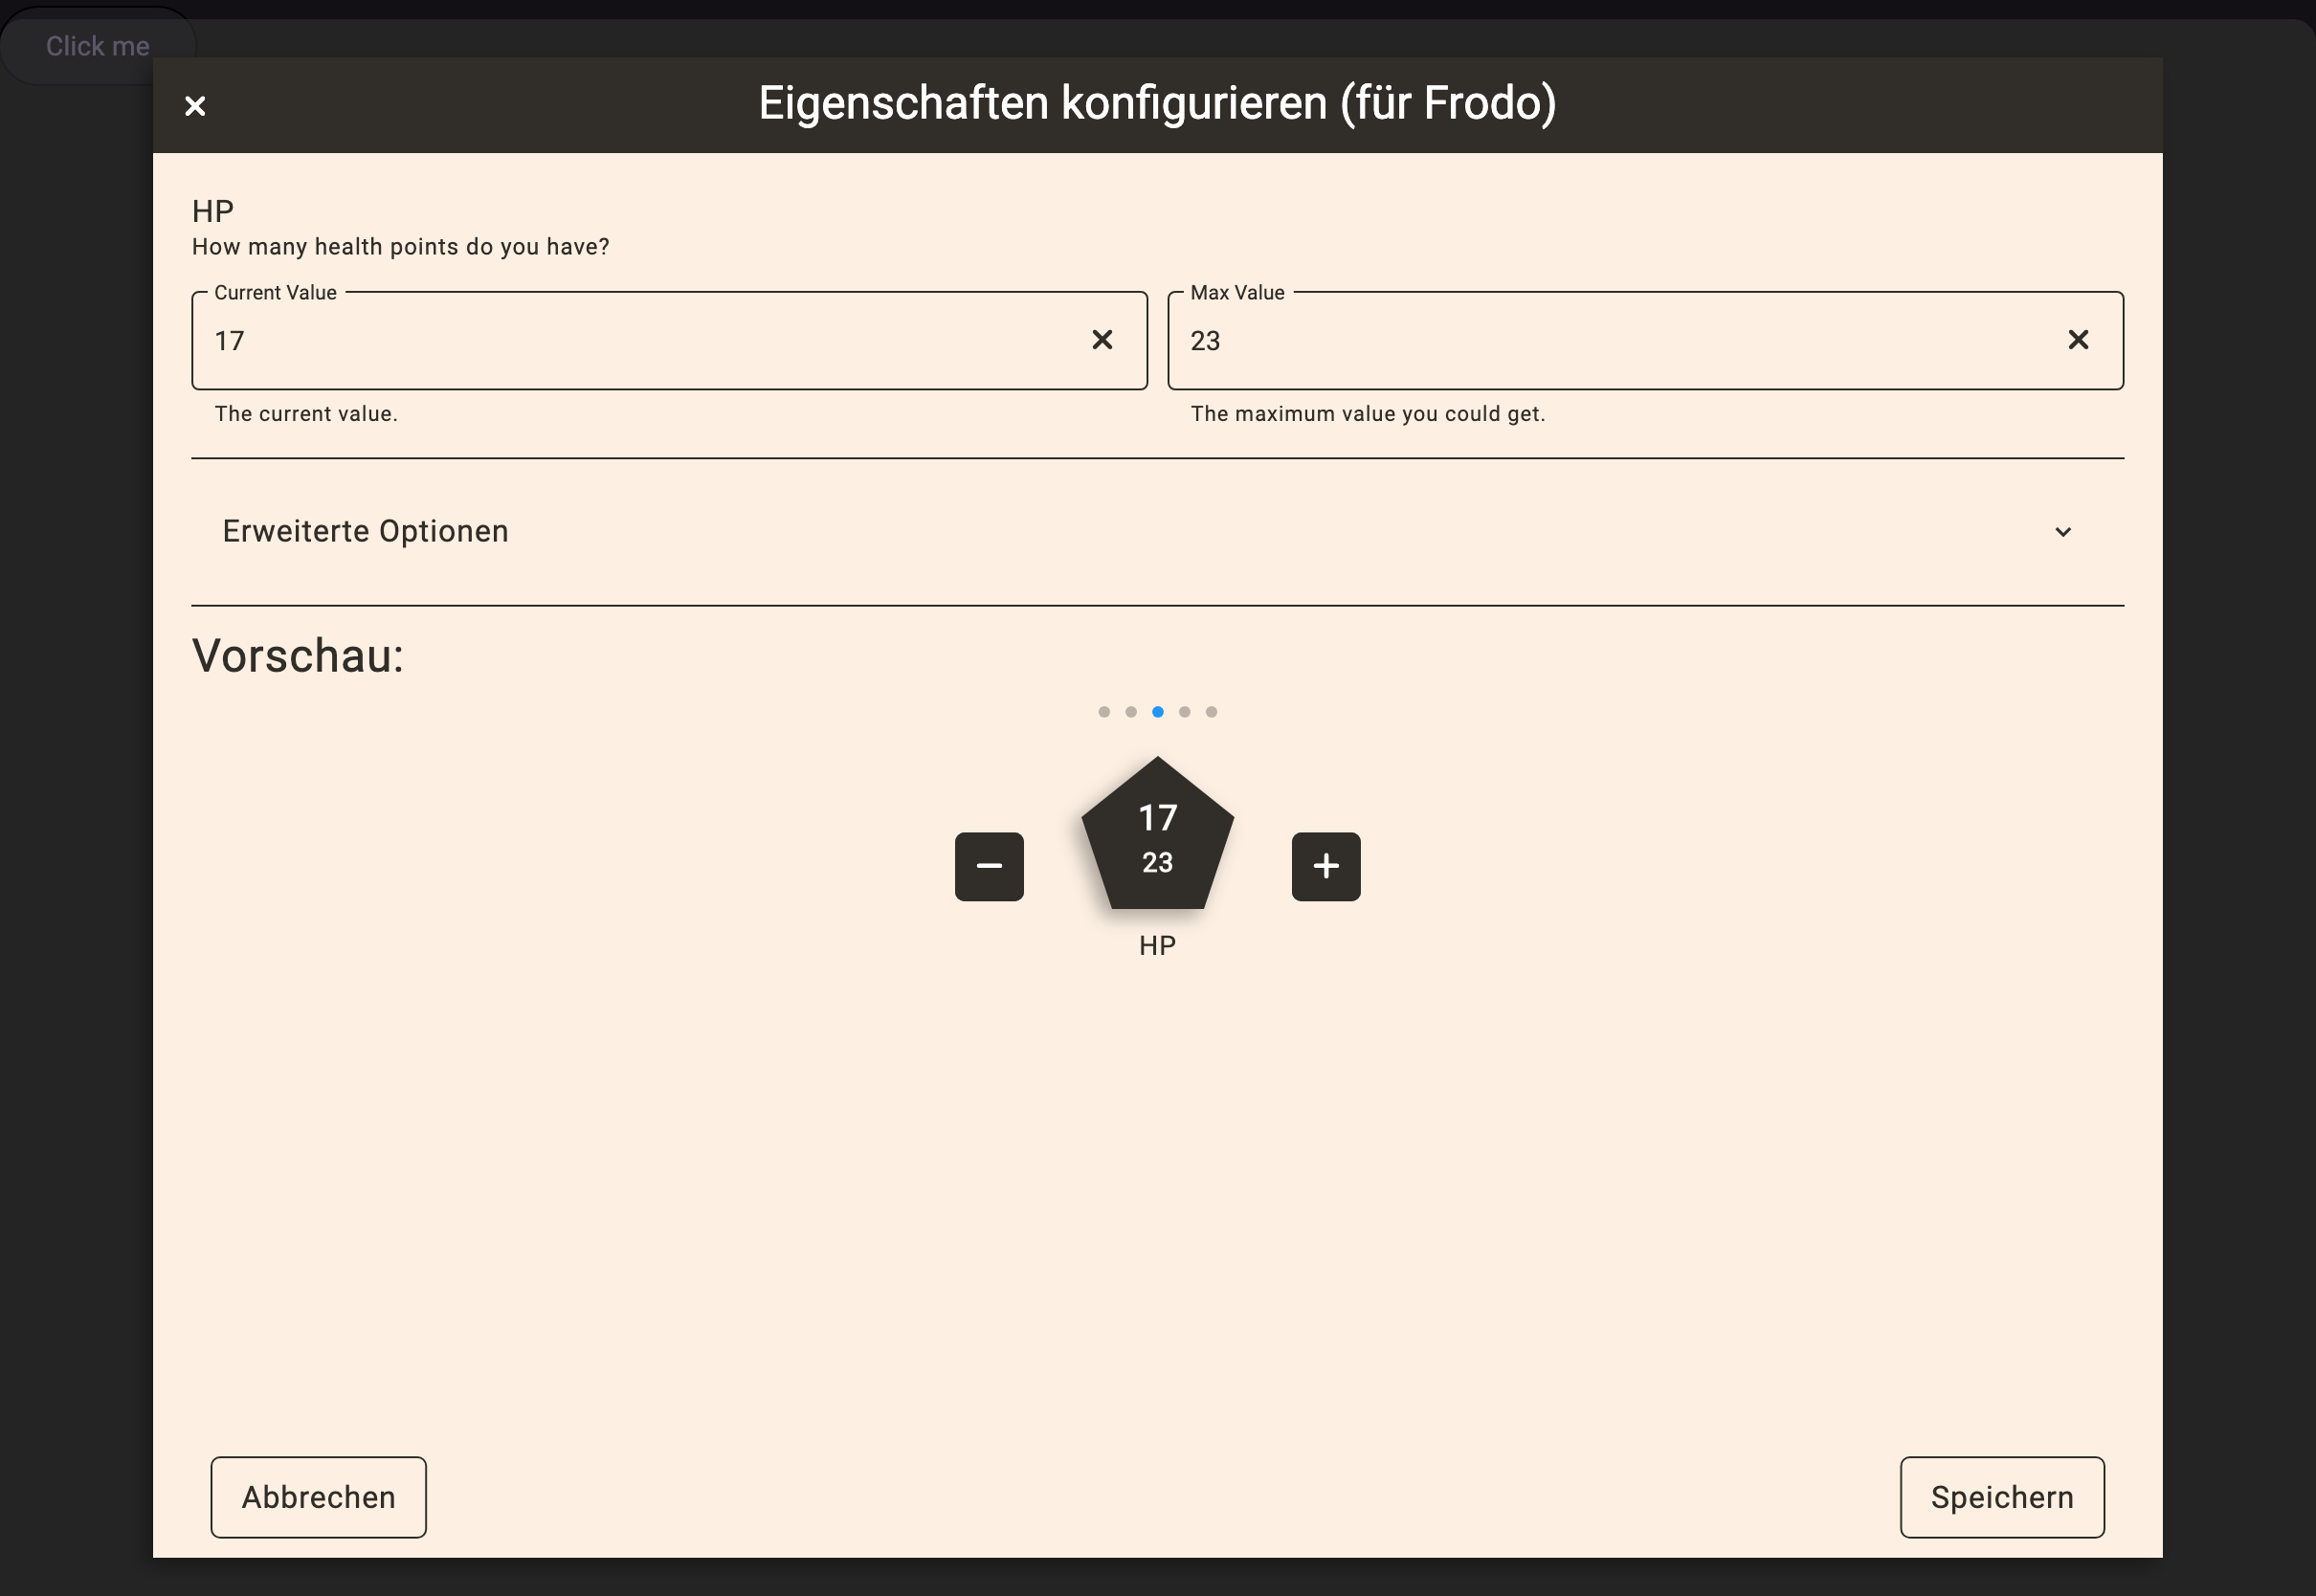 Click me
Eigenschaften konfigurieren (für Frodo)
HP
How many health points do you have?
Current Value
17
The current value.
Max Value
23
The maximum value you could get.
Erweiterte Optionen
Vorschau:
17
23
HP
Abbrechen
Speichern